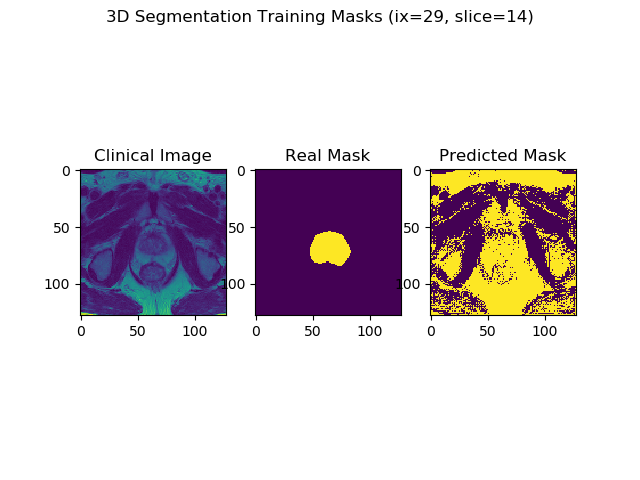 3D Segmentation Training Masks (ix=29, slice=14)
Clinical Image Real Mask Predicted Mask
0 0 0
50 50 50
100 100 100
0 50 100 0 50 100 0 50 100